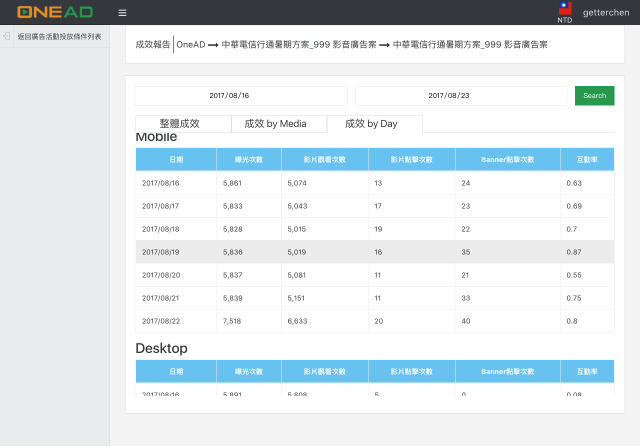 ONEAD
NTD
getterchen
返回廣告活動投放條件列表
成效報告 OneAD → 中華電信行通暑期方案_999 影音廣告案 → 中華電信行通暑期方案_999 影音廣告案
2017/08/16 2017/08/23 Search
整體成效 成效 by Media 成效 by Day
Mobile
日期 曝光次數 影片觀看次數 影片點擊次數 Banner點擊次數 互動率
2017/08/16 5,861 5,074 13 24 0.63
2017/08/17 5,833 5,043 17 23 0.69
2017/08/18 5,828 5,015 19 22 0.7
2017/08/19 5,836 5,019 16 35 0.87
2017/08/20 5,837 5,081 11 21 0.55
2017/08/21 5,839 5,151 11 33 0.75
2017/08/22 7,518 6,633 20 40 0.8
Desktop
日期 曝光次數 影片觀看次數 影片點擊次數 Banner點擊次數 互動率
2017/08/16 5,891 5,808 5 0 0.08